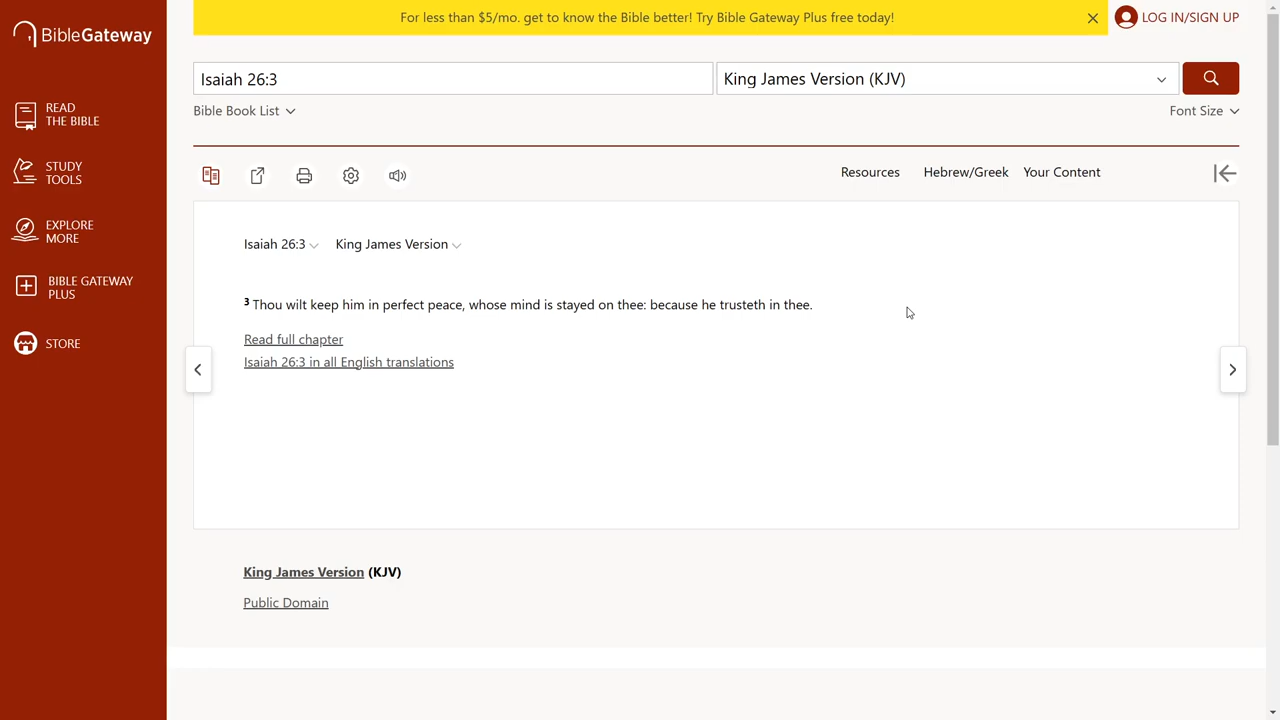 For less than $5/mo. get to know the Bible better! Try Bible Gateway Plus free today!
LOG IN/SIGN UP
BibleGateway
READ
THE BIBLE
STUDY
TOOLS
EXPLORE
MORE
BIBLE GATEWAY
PLUS
STORE
Isaiah 26:3
King James Version (KJV)
Bible Book List
Font Size
Resources
Hebrew/Greek
Your Content
Isaiah 26:3
King James Version
3 Thou wilt keep him in perfect peace, whose mind is stayed on thee: because he trusteth in thee.
Read full chapter
Isaiah 26:3 in all English translations
King James Version (KJV)
Public Domain